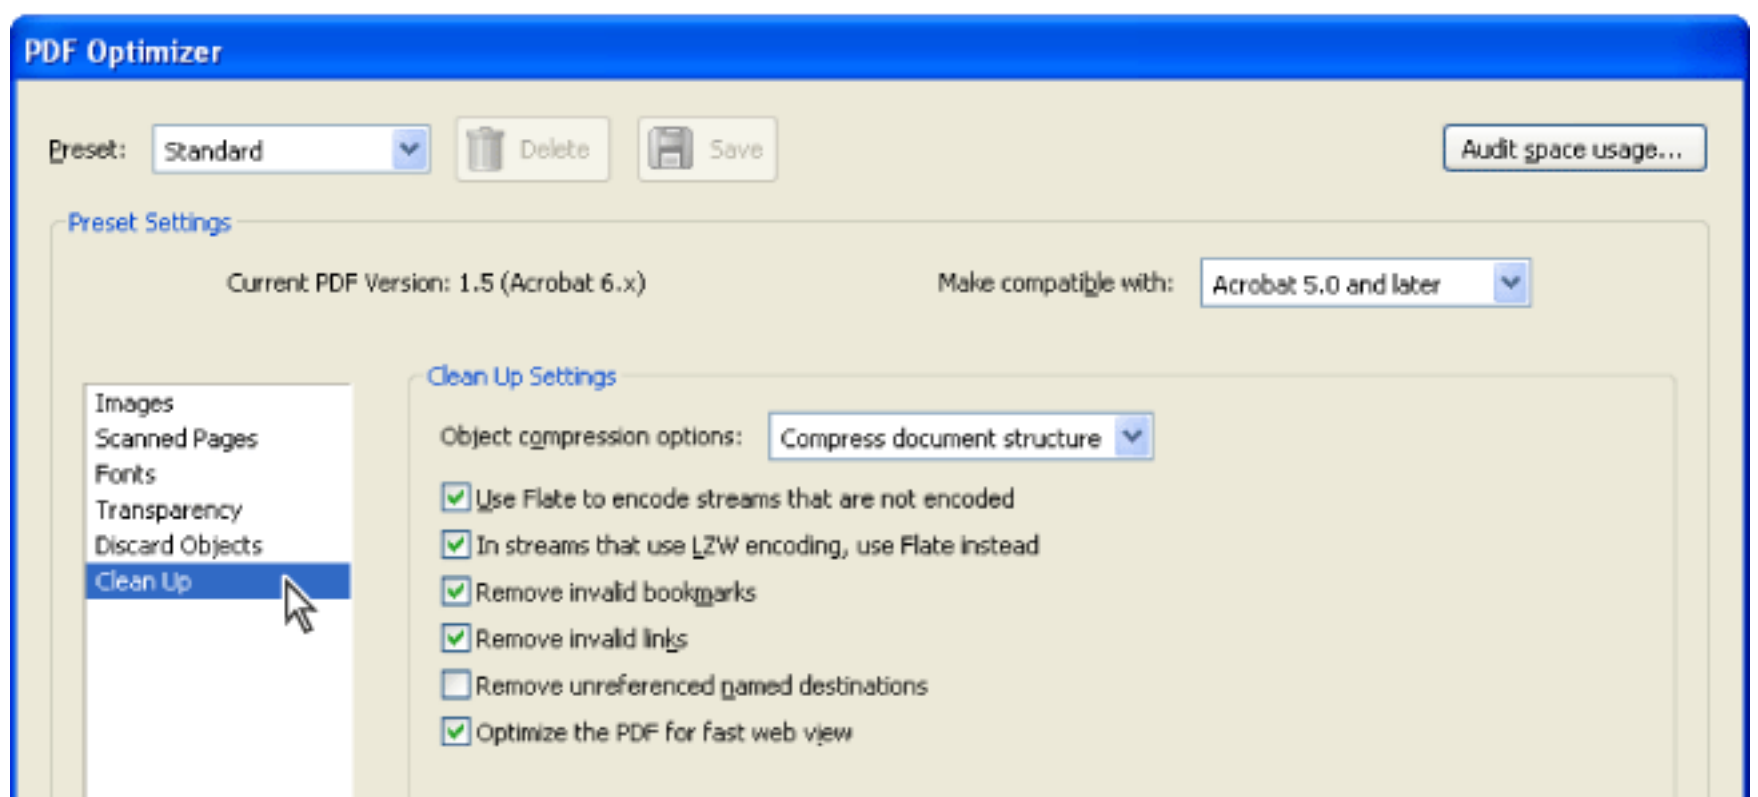 PDF Optimizer
Preset: Standard Delete Save Audit space usage...
Preset Settings
Current PDF Version: 1.5 (Acrobat 6.x) Make compatible with: Acrobat 5.0 and later
Images
Scanned Pages
Fonts
Transparency
Discard Objects
Clean Up
Clean Up Settings
Object compression options: Compress document structure
Use Flate to encode streams that are not encoded
In streams that use LZW encoding, use Flate instead
Remove invalid bookmarks
Remove invalid links
Remove unreferenced named destinations
Optimize the PDF for fast web view